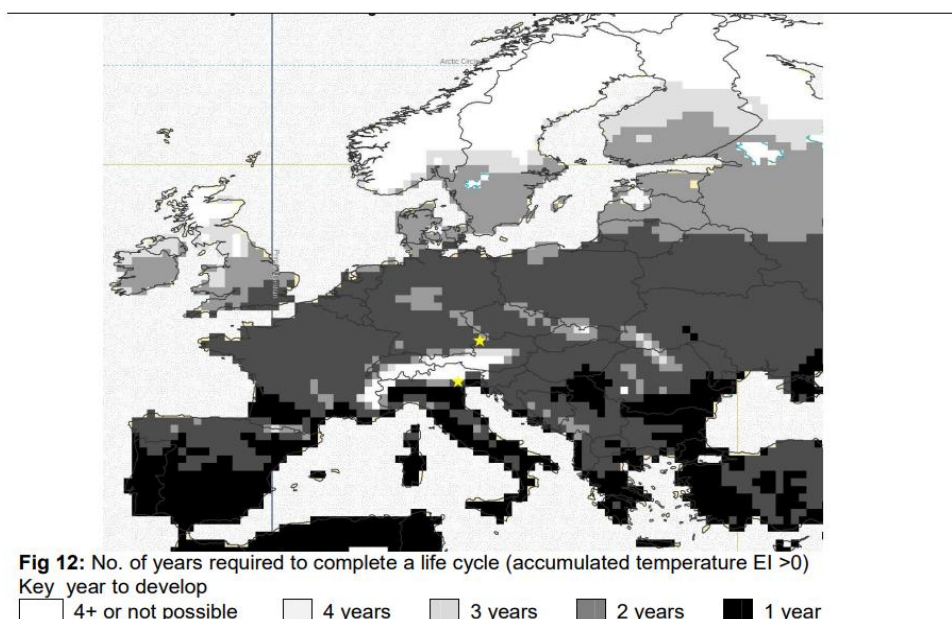 Arctic Circle
Fig 12: No. of years required to complete a life cycle (accumulated temperature EI >0)
Key year to develop
4+ or not possible 4 years 3 years 2 years 1 year